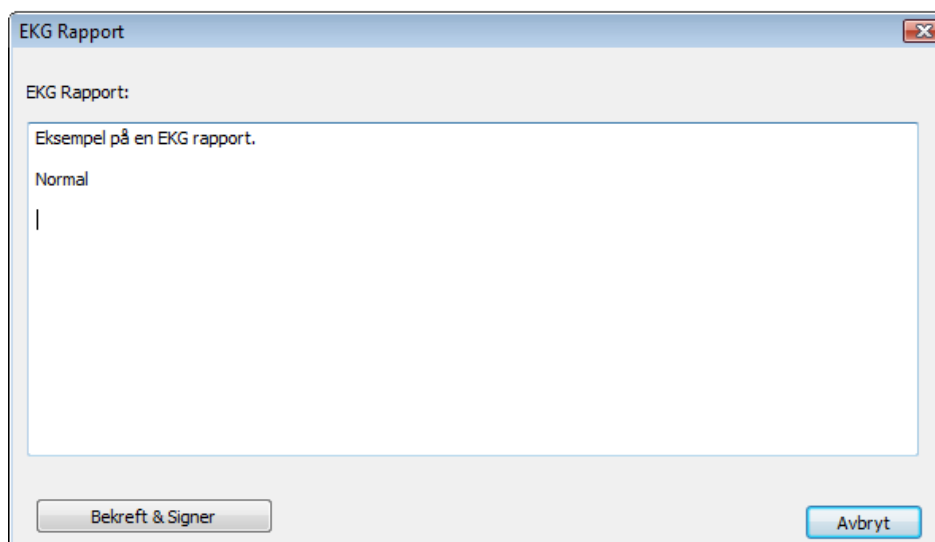 EKG Rapport
EKG Rapport:
Eksempel på en EKG rapport.
Normal
Bekreft & Signer
Avbryt